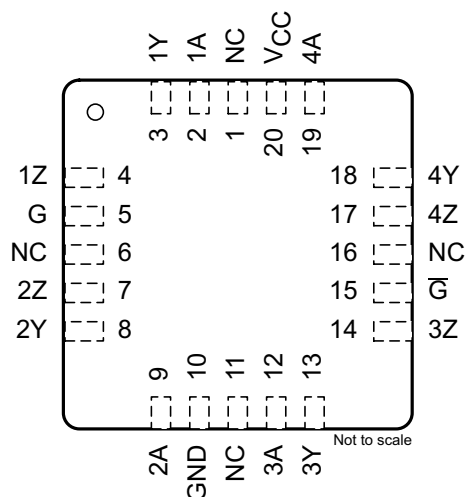 1Y 1A NC VCC 4A
3 2 1 20 19
1Z 4 18 4Y
G 5 17 4Z
NC 6 16 NC
2Z 7 15 G̅
2Y 8 14 3Z
9 10 11 12 13
2A GND NC 3A 3Y
Not to scale